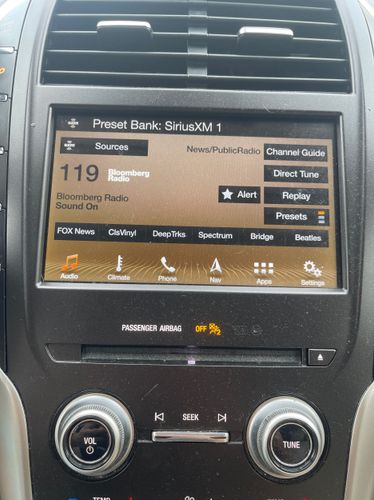 Preset Bank: SiriusXM 1
Sources
News/PublicRadio
Channel Guide
119 Bloomberg
Radio
Direct Tune
Bloomberg Radio
Sound On
Alert
Replay
Presets
FOX News ClsVinyl DeepTrks Spectrum Bridge Beatles
Audio Climate Phone Nav Apps Settings
PASSENGER AIRBAG OFF 2
SEEK
VOL
TUNE
TEMP